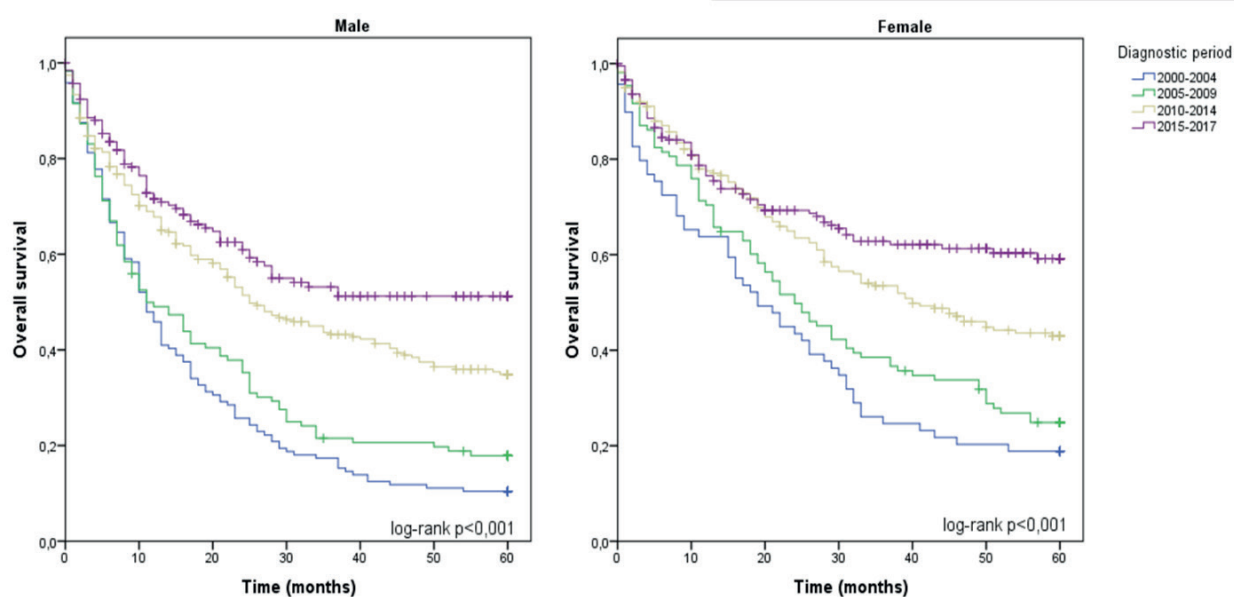 Male
Overall survival
1,0
0,8
0,6
0,4
0,2
0,0
log-rank p<0,001
0 10 20 30 40 50 60
Time (months)
Female
Overall survival
1,0
0,8
0,6
0,4
0,2
0,0
log-rank p<0,001
0 10 20 30 40 50 60
Time (months)
Diagnostic period
2000-2004
2005-2009
2010-2014
2015-2017